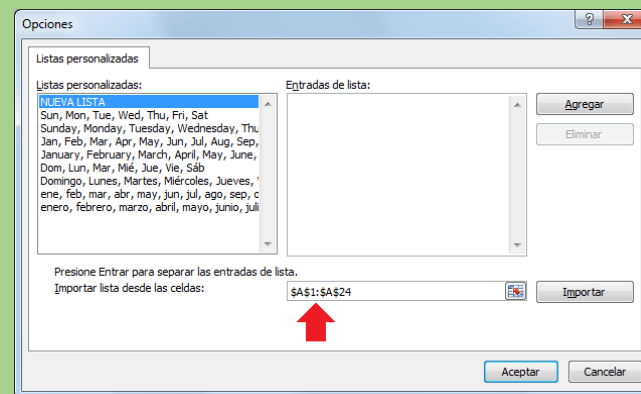 Opciones
Listas personalizadas
Listas personalizadas:
Entradas de lista:
NUEVA LISTA
Sun, Mon, Tue, Wed, Thu, Fri, Sat
Sunday, Monday, Tuesday, Wednesday, Thu
Jan, Feb, Mar, Apr, May, Jun, Jul, Aug, Sep,
January, February, March, April, May, June,
Dom, Lun, Mar, Mié, Jue, Vie, Sáb
Domingo, Lunes, Martes, Miércoles, Jueves,
ene, feb, mar, abr, may, jun, jul, ago, sep, o
enero, febrero, marzo, abril, mayo, junio, juli
Agregar
Eliminar
Presione Entrar para separar las entradas de lista.
Importar lista desde las celdas:
$A$1:$A$24
Importar
Aceptar
Cancelar